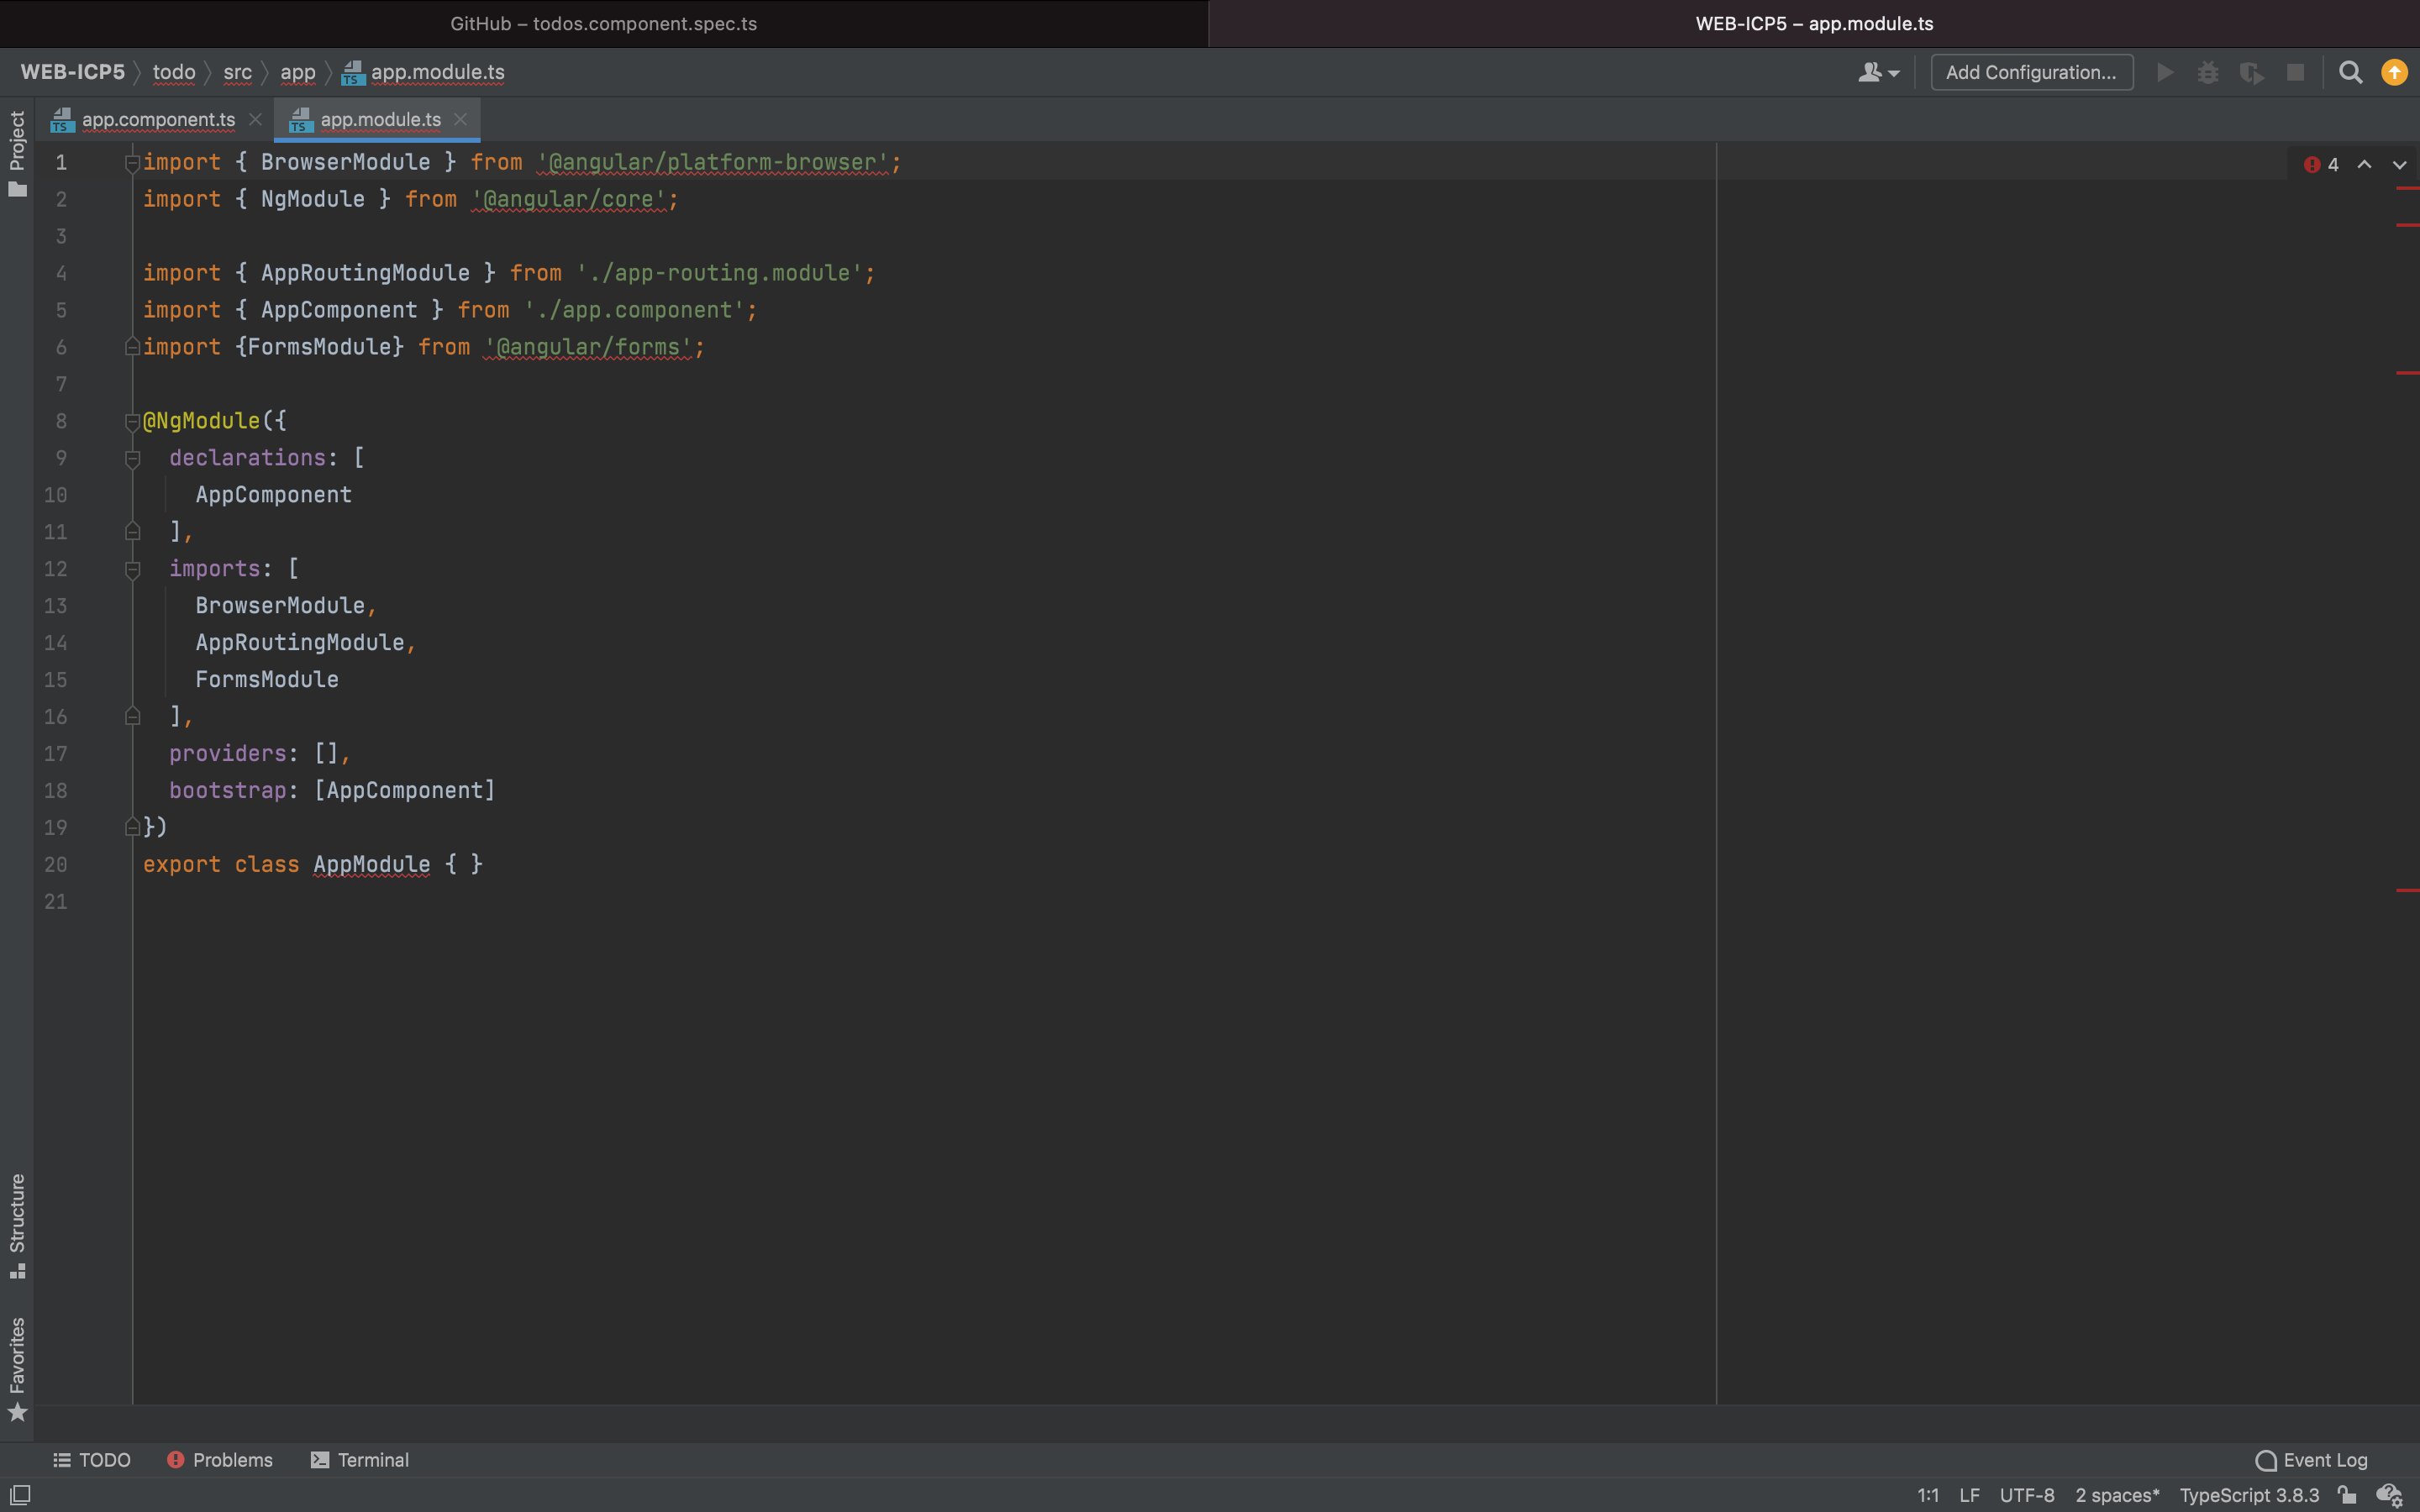 GitHub – todos.component.spec.ts
WEB-ICP5 – app.module.ts
WEB-ICP5 todo src app app.module.ts
Add Configuration...
app.component.ts
app.module.ts
Project
4
1 import { BrowserModule } from '@angular/platform-browser';
2 import { NgModule } from '@angular/core';
3
4 import { AppRoutingModule } from './app-routing.module';
5 import { AppComponent } from './app.component';
6 import {FormsModule} from '@angular/forms';
7
8 @NgModule({
9 declarations: [
10 AppComponent
11 ],
12 imports: [
13 BrowserModule,
14 AppRoutingModule,
15 FormsModule
16 ],
17 providers: [],
18 bootstrap: [AppComponent]
19 })
20 export class AppModule { }
21
Structure
Favorites
TODO
Problems
Terminal
Event Log
1:1 LF UTF-8 2 spaces* TypeScript 3.8.3